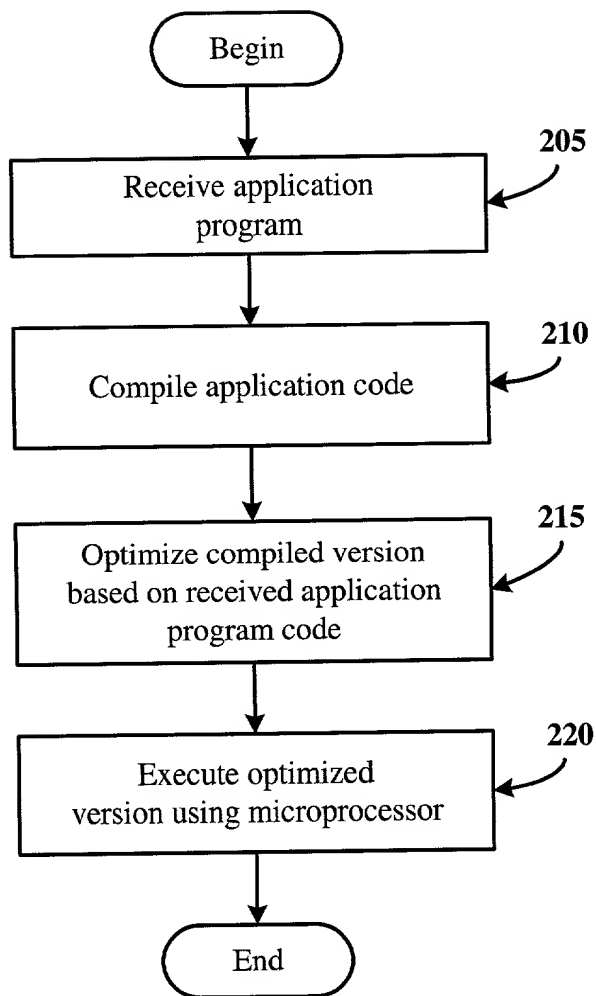 Begin
205
Receive application
program
210
Compile application code
215
Optimize compiled version
based on received application
program code
220
Execute optimized
version using microprocessor
End